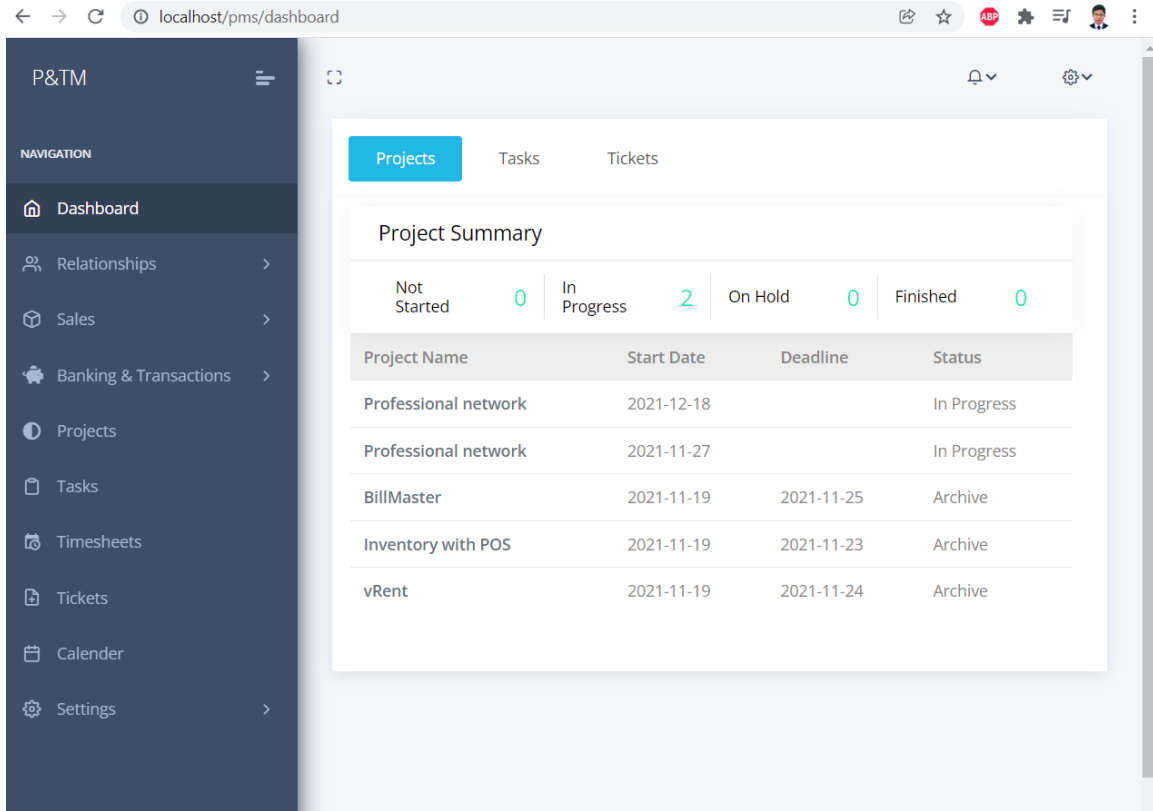 localhost/pms/dashboard
ABP
P&TM
NAVIGATION
Dashboard
Relationships
Sales
Banking & Transactions
Projects
Tasks
Timesheets
Tickets
Calender
Settings
Projects Tasks Tickets
Project Summary
Not Started 0 In Progress 2 On Hold 0 Finished 0
Project Name Start Date Deadline Status
Professional network 2021-12-18 In Progress
Professional network 2021-11-27 In Progress
BillMaster 2021-11-19 2021-11-25 Archive
Inventory with POS 2021-11-19 2021-11-23 Archive
vRent 2021-11-19 2021-11-24 Archive